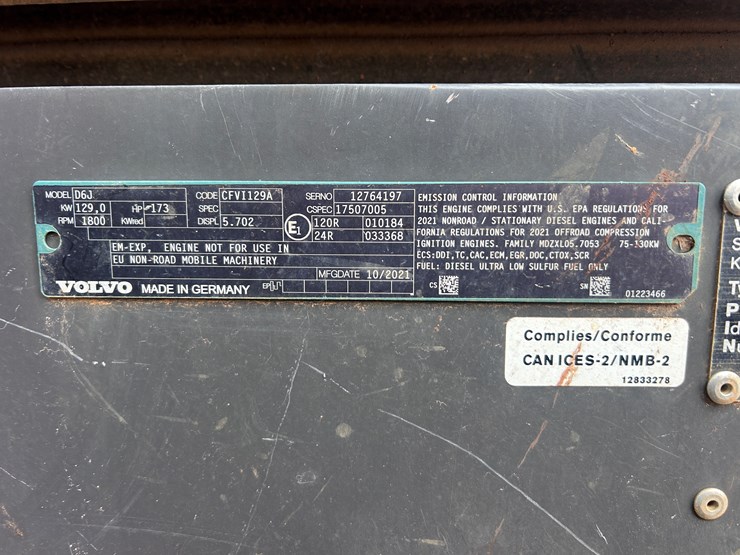 MODEL D6J CODE CFVI129A SERNO 12764197
KW 129,0 HP 173 SPEC CSPEC 17507005
RPM 1800 KWred DISPL 5.702 E1 120R 010184
24R 033368
EM-EXP, ENGINE NOT FOR USE IN
EU NON-ROAD MOBILE MACHINERY
MFGDATE 10/2021
VOLVO MADE IN GERMANY EP
EMISSION CONTROL INFORMATION
THIS ENGINE COMPLIES WITH U.S. EPA REGULATIONS FOR
2021 NONROAD / STATIONARY DIESEL ENGINES AND CALI-
FORNIA REGULATIONS FOR 2021 OFFROAD COMPRESSION
IGNITION ENGINES. FAMILY MDZXL05.7053 75-130KW
ECS:DDI,TC,CAC,ECM,EGR,DOC,CTOX,SCR
FUEL: DIESEL ULTRA LOW SULFUR FUEL ONLY
CS SN 01223466
Complies/Conforme
CAN ICES-2/NMB-2
12833278